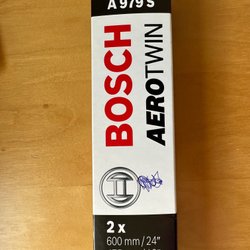 A 979 S
BOSCH
AEROTWIN
2 x
600 mm / 24"